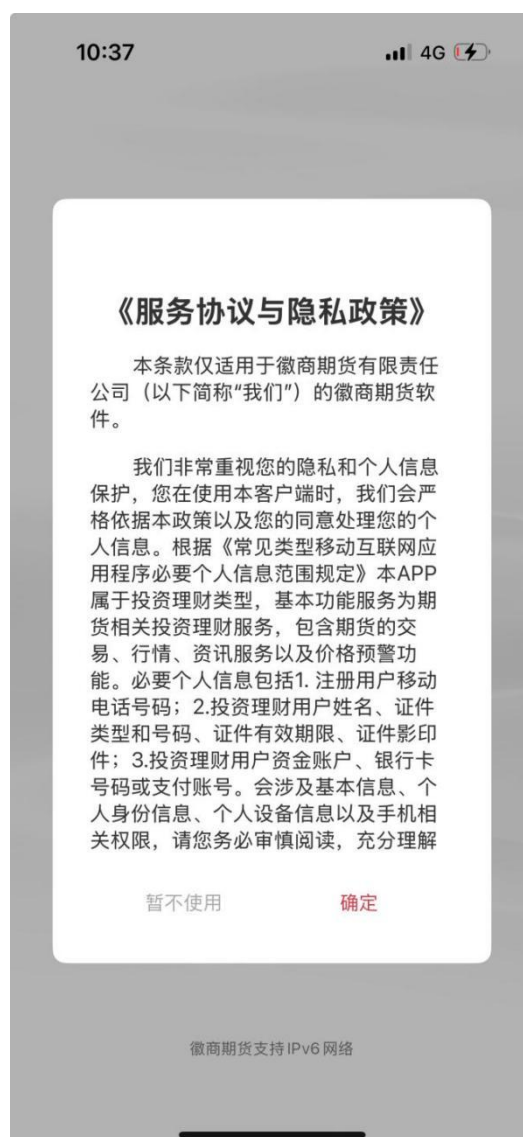 10:37
4G
《服务协议与隐私政策》
本条款仅适用于徽商期货有限责任
公司（以下简称“我们”）的徽商期货软
件。
我们非常重视您的隐私和个人信息
保护，您在使用本客户端时，我们会严
格依据本政策以及您的同意处理您的个
人信息。根据《常见类型移动互联网应
用程序必要个人信息范围规定》本APP
属于投资理财类型，基本功能服务为期
货相关投资理财服务，包含期货的交
易、行情、资讯服务以及价格预警功
能。必要个人信息包括1. 注册用户移动
电话号码；2.投资理财用户姓名、证件
类型和号码、证件有效期限、证件影印
件；3.投资理财用户资金账户、银行卡
号码或支付账号。会涉及基本信息、个
人身份信息、个人设备信息以及手机相
关权限，请您务必审慎阅读，充分理解
暂不使用 确定
徽商期货支持IPv6网络